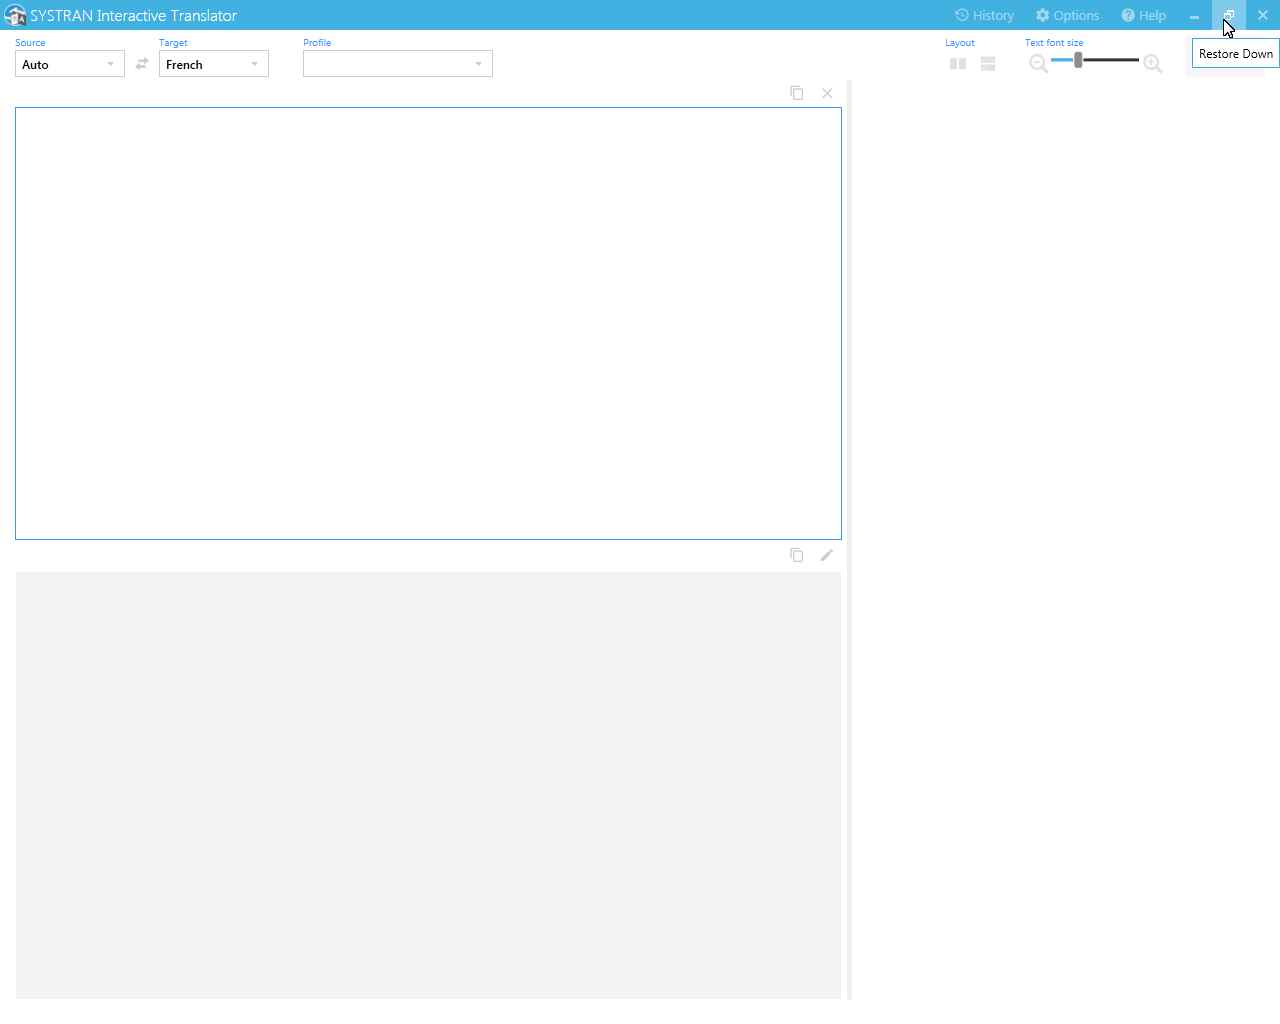 SYSTRAN Interactive Translator
History
Options
Help
Source
Target
Profile
Layout
Text font size
Auto
French
Restore Down